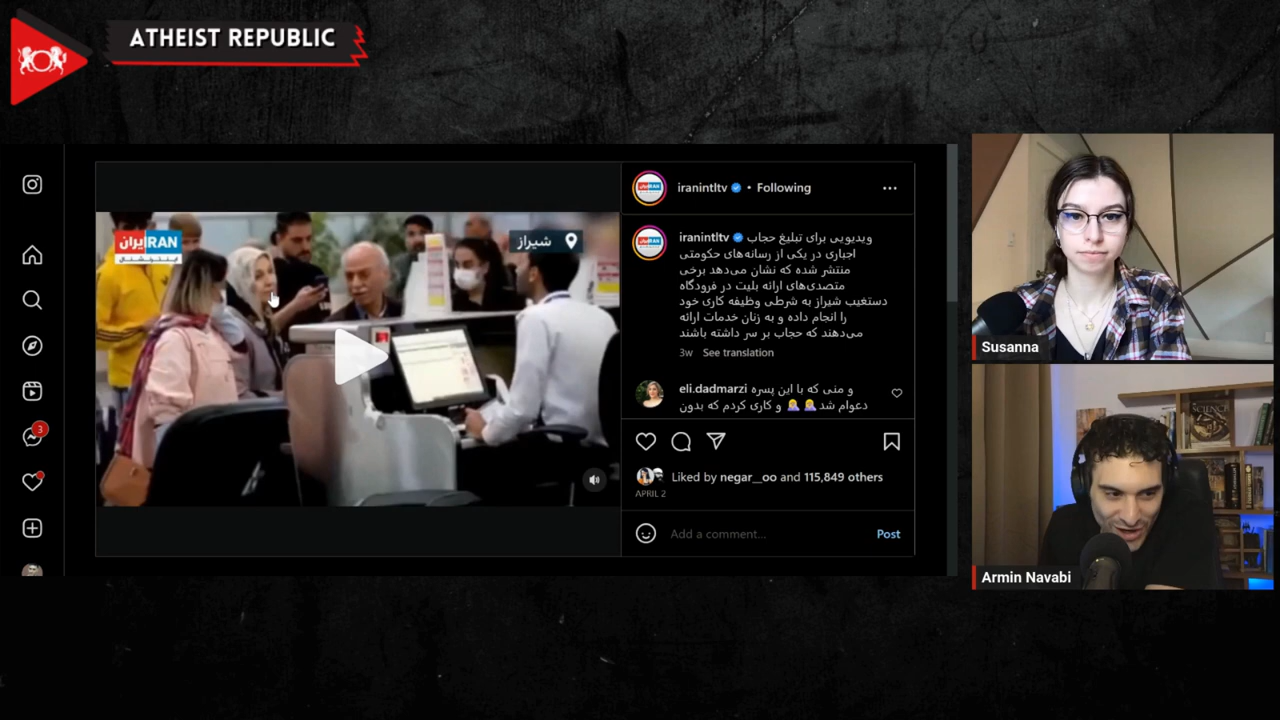 ATHEIST REPUBLIC
ایران IRAN
اینترنشنال
شیراز
iranintltv • Following
iranintltv ویدیویی برای تبلیغ حجاب
اجباری در یکی از رسانه‌های حکومتی
منتشر شده که نشان می‌دهد برخی
متصدی‌های ارائه بلیت در فرودگاه
دستغیب شیراز به شرطی وظیفه کاری خود
را انجام داده و به زنان خدمات ارائه
می‌دهند که حجاب بر سر داشته باشند
3w See translation
eli.dadmarzi و منی که با این پسره
دعوام شد🤦‍♀️🤦‍♀️ و کاری کردم که بدون
3
Liked by negar__oo and 115,849 others
APRIL 2
Add a comment...
Post
Susanna
SCIENCE
Armin Navabi